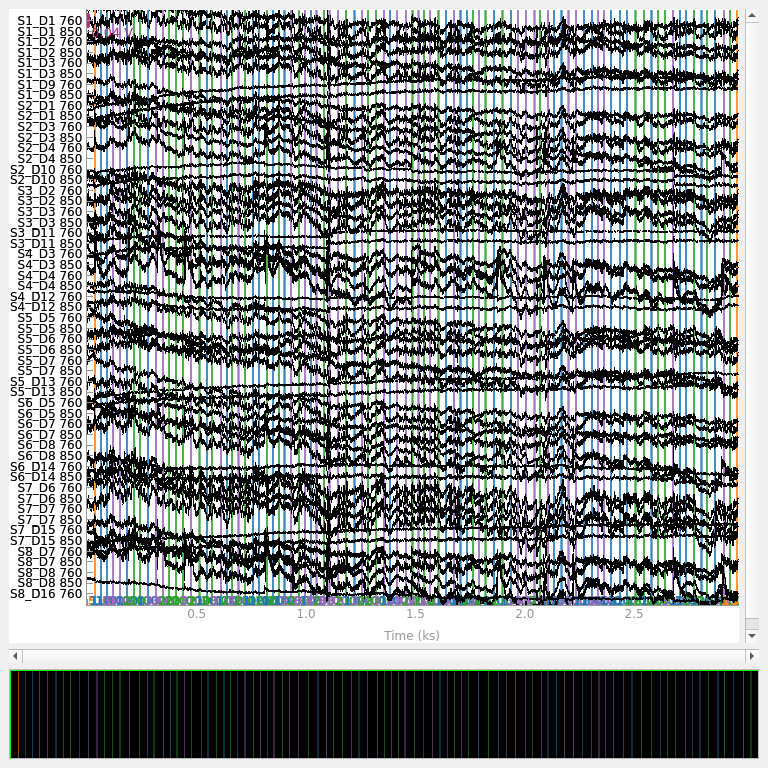 S1_D1 760
S1_D1 850
S1_D2 760
S1_D2 850
S1_D3 760
S1_D3 850
S1_D9 760
S1_D9 850
S2_D1 760
S2_D1 850
S2_D3 760
S2_D3 850
S2_D4 760
S2_D4 850
S2_D10 760
S2_D10 850
S3_D2 760
S3_D2 850
S3_D3 760
S3_D3 850
S3_D11 760
S3_D11 850
S4_D3 760
S4_D3 850
S4_D4 760
S4_D4 850
S4_D12 760
S4_D12 850
S5_D5 760
S5_D5 850
S5_D6 760
S5_D6 850
S5_D7 760
S5_D7 850
S5_D13 760
S5_D13 850
S6_D5 760
S6_D5 850
S6_D7 760
S6_D7 850
S6_D8 760
S6_D8 850
S6_D14 760
S6_D14 850
S7_D6 760
S7_D6 850
S7_D7 760
S7_D7 850
S7_D15 760
S7_D15 850
S8_D7 760
S8_D7 850
S8_D8 760
S8_D8 850
S8_D16 760
0.5 1.0 1.5 2.0 2.5
Time (ks)